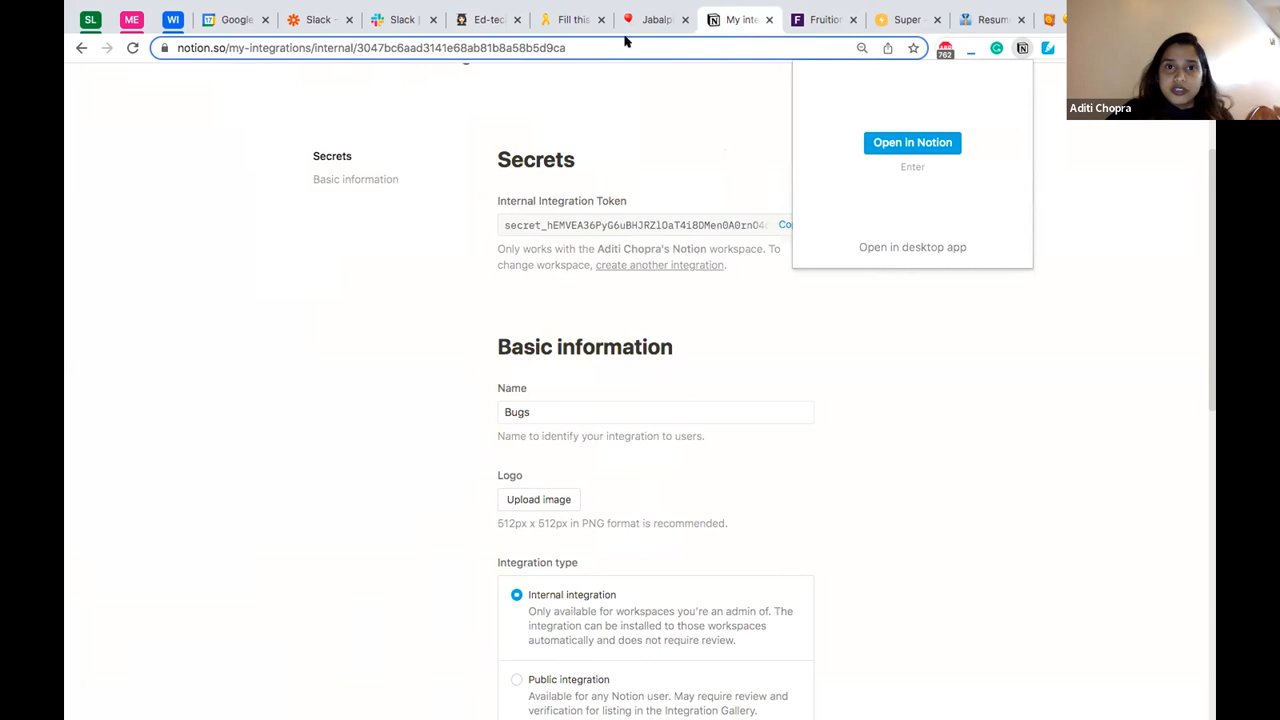 SL
ME
WI
Google
Slack -
Slack |
Ed-tec
Fill this
Jabalp
My inte
Fruition
Super -
Resum
notion.so/my-integrations/internal/3047bc6aad3141e68ab81b8a58b5d9ca
762
Aditi Chopra
Open in Notion
Enter
Open in desktop app
Secrets
Basic information
Secrets
Internal Integration Token
Only works with the Aditi Chopra's Notion workspace. To
change workspace, create another integration.
Basic information
Name
Bugs
Name to identify your integration to users.
Logo
Upload image
512px x 512px in PNG format is recommended.
Integration type
Internal integration
Only available for workspaces you're an admin of. The
integration can be installed to those workspaces
automatically and does not require review.
Public integration
Available for any Notion user. May require review and
verification for listing in the Integration Gallery.